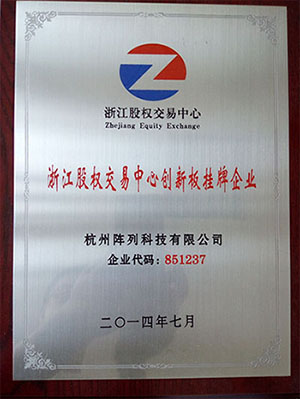 浙江股权交易中心
Zhejiang Equity Exchange
浙江股权交易中心创新板挂牌企业
杭州阵列科技有限公司
企业代码：851237
二〇一四年七月